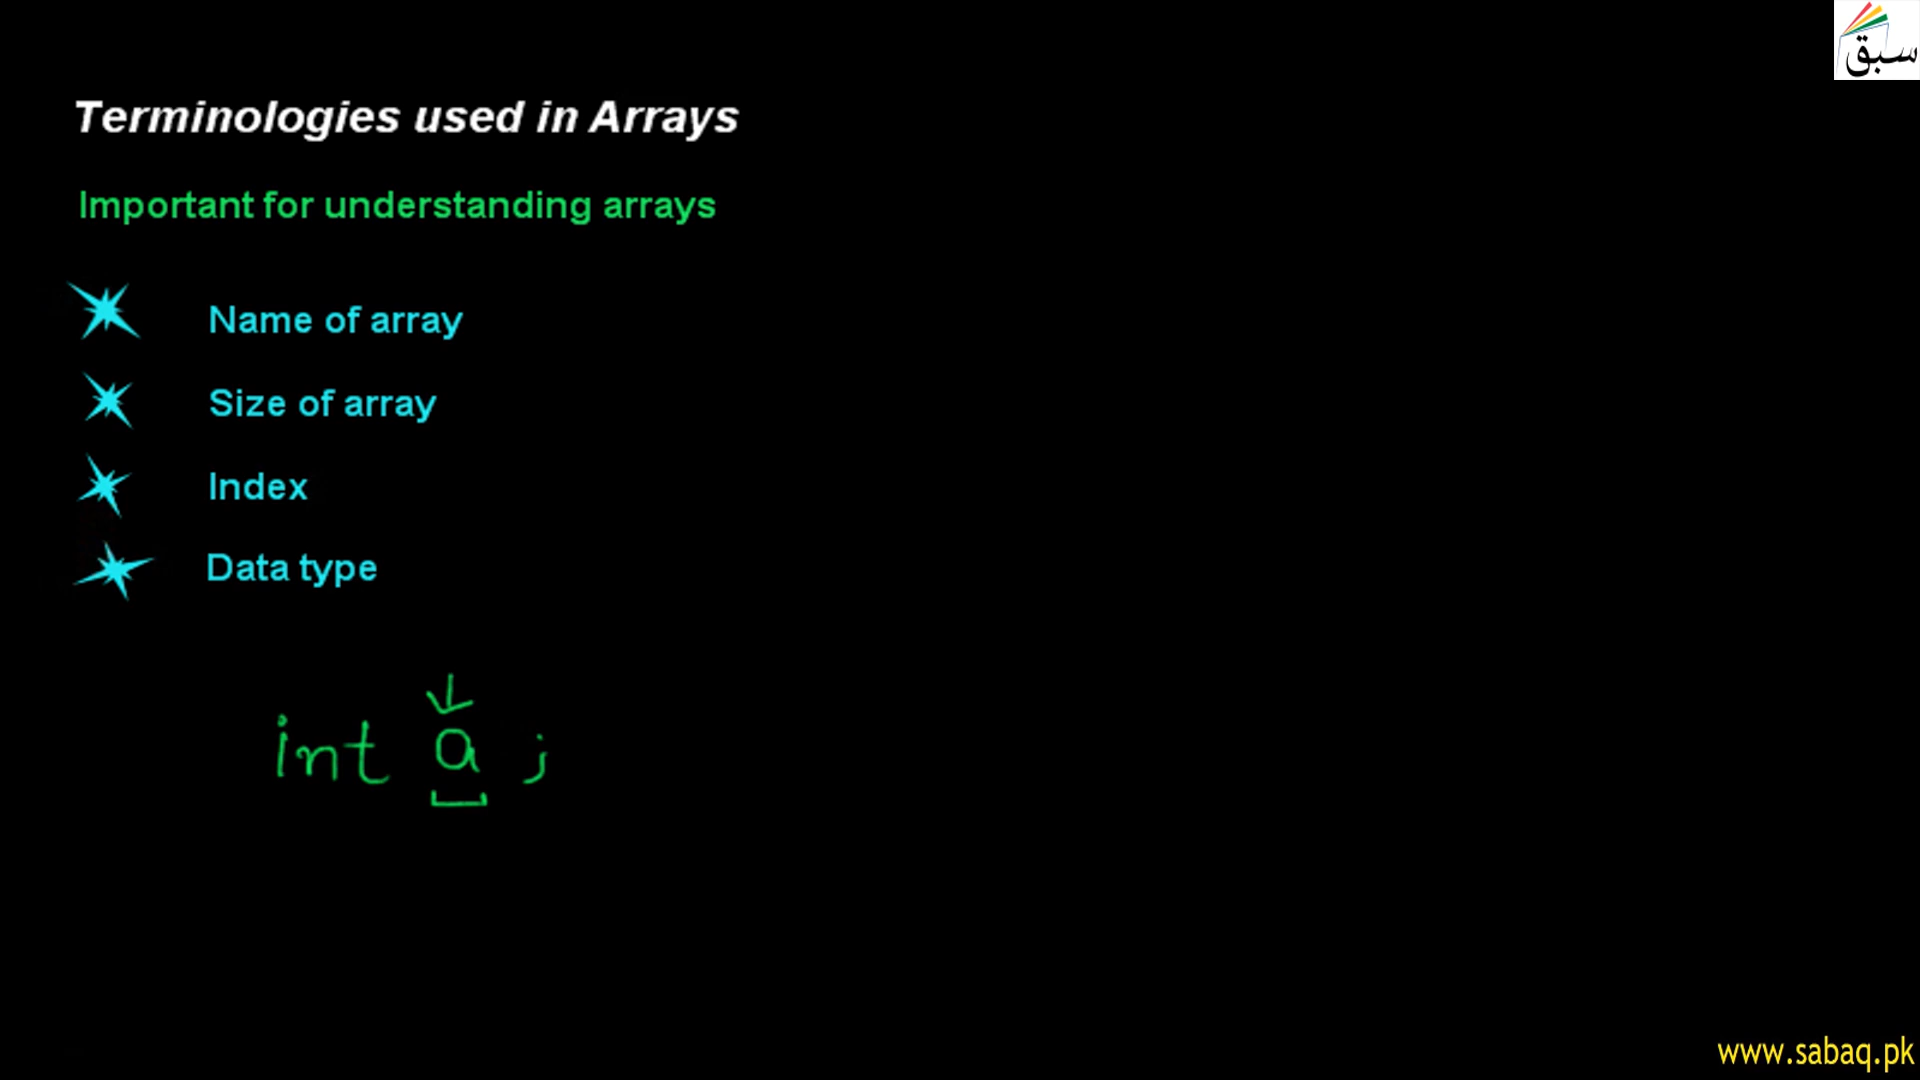 سبق
Terminologies used in Arrays
Important for understanding arrays
Name of array
Size of array
Index
Data type
int a ;
www.sabaq.pk